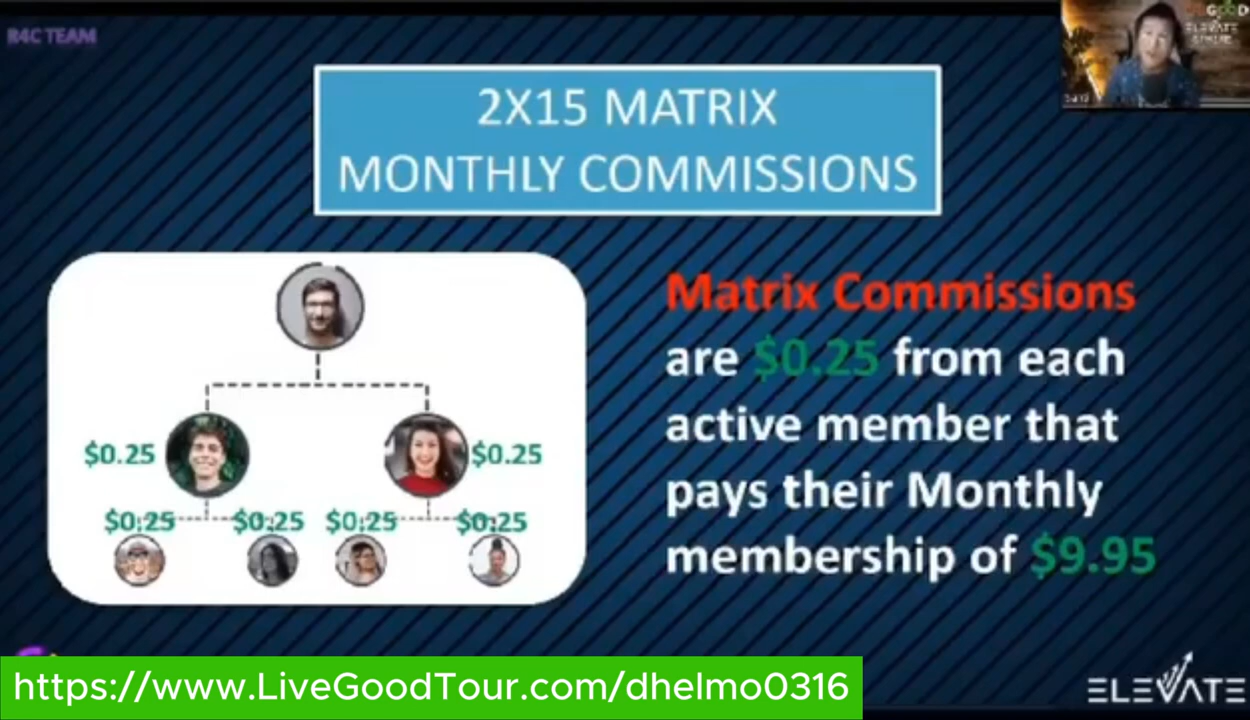 R4C TEAM
GOOD
ELEVATE
2X15 MATRIX
MONTHLY COMMISSIONS
Matrix Commissions
are $0.25 from each
active member that
pays their Monthly
membership of $9.95
$0.25
$0.25
$0.25
$0.25
$0.25
$0.25
https://www.LiveGoodTour.com/dhelmo0316
ELEVATE